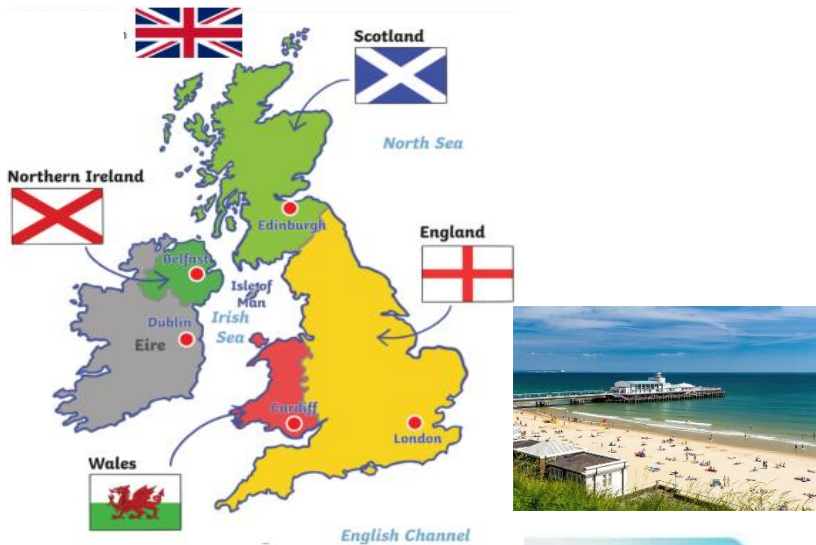 Scotland
North Sea
Northern Ireland
Edinburgh
England
Belfast
Isle of
Man
Irish
Sea
Dublin
Eire
Cardiff
London
Wales
English Channel